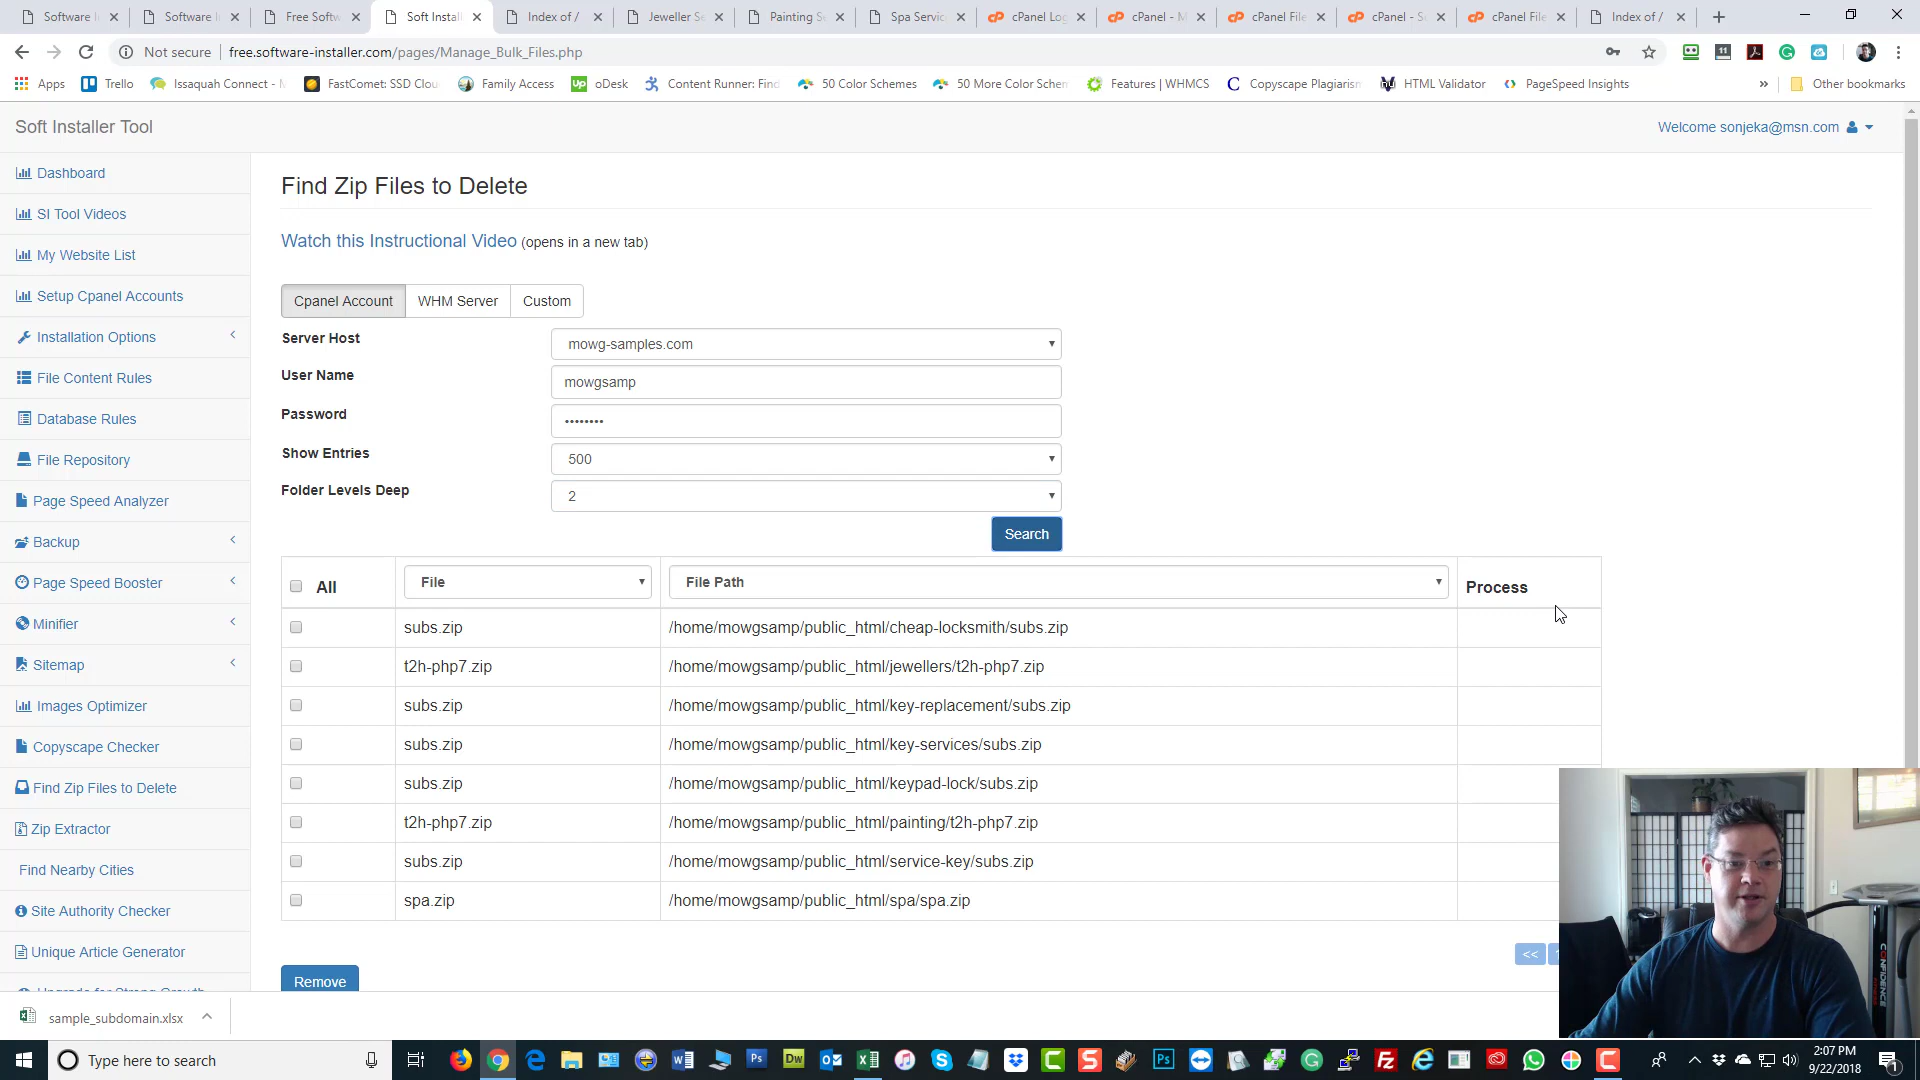 Software I
Software I
Free Softw
Soft Instal
Index of /
Jeweller Se
Painting Se
Spa Servic
cPanel Log
cPanel - M
cPanel File
cPanel - S
cPanel File
Index of /
Not secure
free.software-installer.com/pages/Manage_Bulk_Files.php
Apps
Trello
Issaquah Connect -
FastComet: SSD Clou
Family Access
oDesk
Content Runner: Find
50 Color Schemes
50 More Color Schem
Features | WHMCS
Copyscape Plagiarism
HTML Validator
PageSpeed Insights
»
Other bookmarks
Soft Installer Tool
Welcome sonjeka@msn.com
Dashboard
SI Tool Videos
My Website List
Setup Cpanel Accounts
Installation Options
File Content Rules
Database Rules
File Repository
Page Speed Analyzer
Backup
Page Speed Booster
Minifier
Sitemap
Images Optimizer
Copyscape Checker
Find Zip Files to Delete
Zip Extractor
Find Nearby Cities
Site Authority Checker
Unique Article Generator
Find Zip Files to Delete
Watch this Instructional Video (opens in a new tab)
Cpanel Account
WHM Server
Custom
Server Host
mowg-samples.com
User Name
mowgsamp
Password
••••••••
Show Entries
500
Folder Levels Deep
2
Search
All
File
File Path
Process
subs.zip
/home/mowgsamp/public_html/cheap-locksmith/subs.zip
t2h-php7.zip
/home/mowgsamp/public_html/jewellers/t2h-php7.zip
subs.zip
/home/mowgsamp/public_html/key-replacement/subs.zip
subs.zip
/home/mowgsamp/public_html/key-services/subs.zip
subs.zip
/home/mowgsamp/public_html/keypad-lock/subs.zip
t2h-php7.zip
/home/mowgsamp/public_html/painting/t2h-php7.zip
subs.zip
/home/mowgsamp/public_html/service-key/subs.zip
spa.zip
/home/mowgsamp/public_html/spa/spa.zip
<<
Remove
CONFIDENCE
sample_subdomain.xlsx
Type here to search
2:07 PM
9/22/2018
1